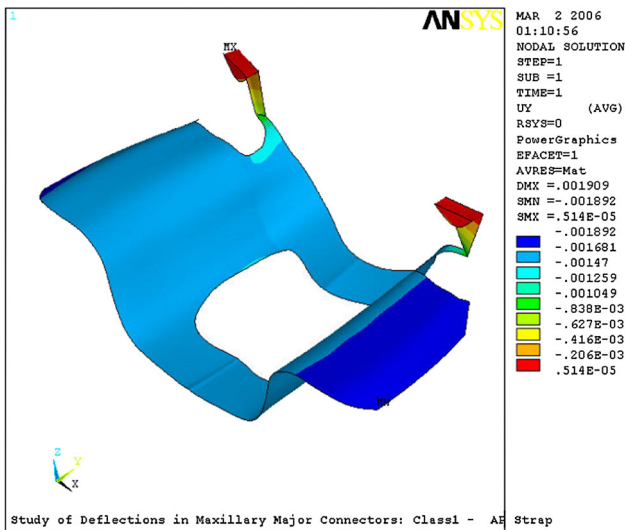 1
ANSYS
MAR 2 2006
01:10:56
NODAL SOLUTION
STEP=1
SUB =1
TIME=1
UY (AVG)
RSYS=0
PowerGraphics
EFACET=1
AVRES=Mat
DMX =.001909
SMN =-.001892
SMX =.514E-05
-.001892
-.001681
-.00147
-.001259
-.001049
-.838E-03
-.627E-03
-.416E-03
-.206E-03
.514E-05
MX
MN
Z
Y
X
Study of Deflections in Maxillary Major Connectors: Class1 - AP Strap